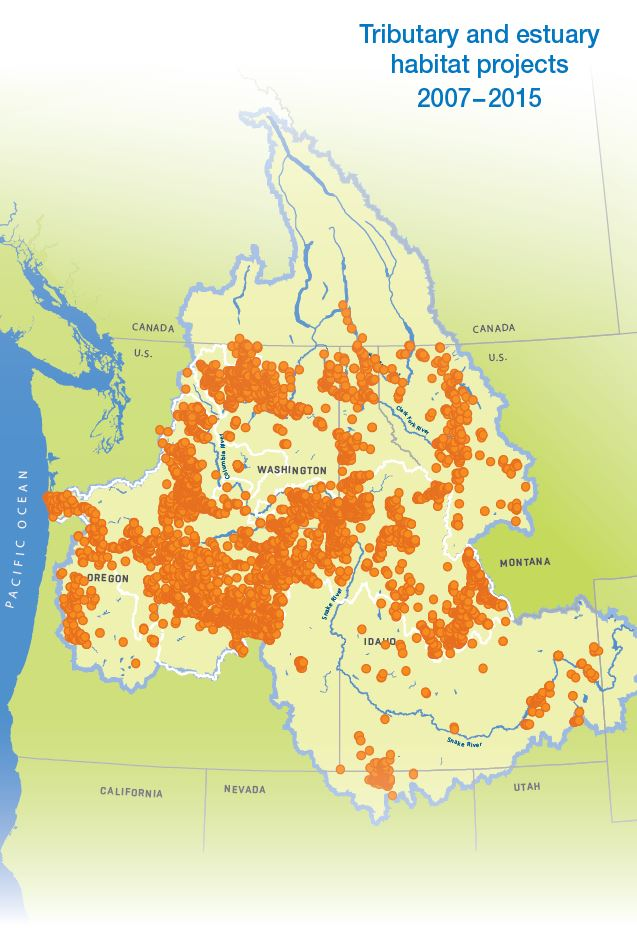 Tributary and estuary
habitat projects
2007–2015
CANADA
CANADA
U.S.
U.S.
Clark Fork River
Columbia River
WASHINGTON
PACIFIC OCEAN
MONTANA
OREGON
Snake River
IDAHO
Snake River
CALIFORNIA
NEVADA
UTAH